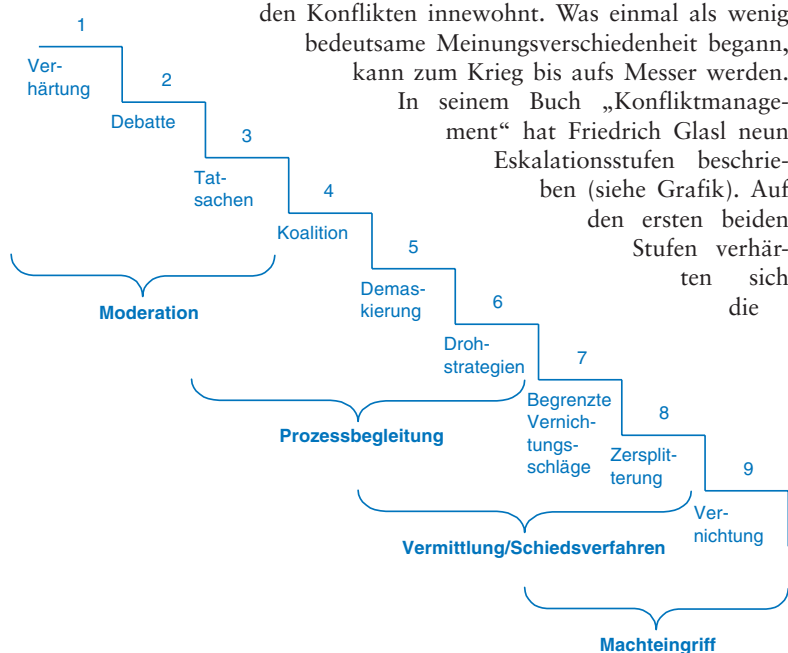 den Konflikten innewohnt. Was einmal als wenig
bedeutsame Meinungsverschiedenheit begann,
kann zum Krieg bis aufs Messer werden.
In seinem Buch „Konfliktmanage-
ment“ hat Friedrich Glasl neun
Eskalationsstufen beschrie-
ben (siehe Grafik). Auf
den ersten beiden
Stufen verhär-
ten sich
die
1
Ver-
härtung
2
Debatte
3
Tat-
sachen
4
Koalition
5
Demas-
kierung
6
Droh-
strategien
7
Begrenzte
Vernich-
tungs-
schläge
8
Zersplit-
terung
9
Ver-
nichtung
Moderation
Prozessbegleitung
Vermittlung/Schiedsverfahren
Machteingriff